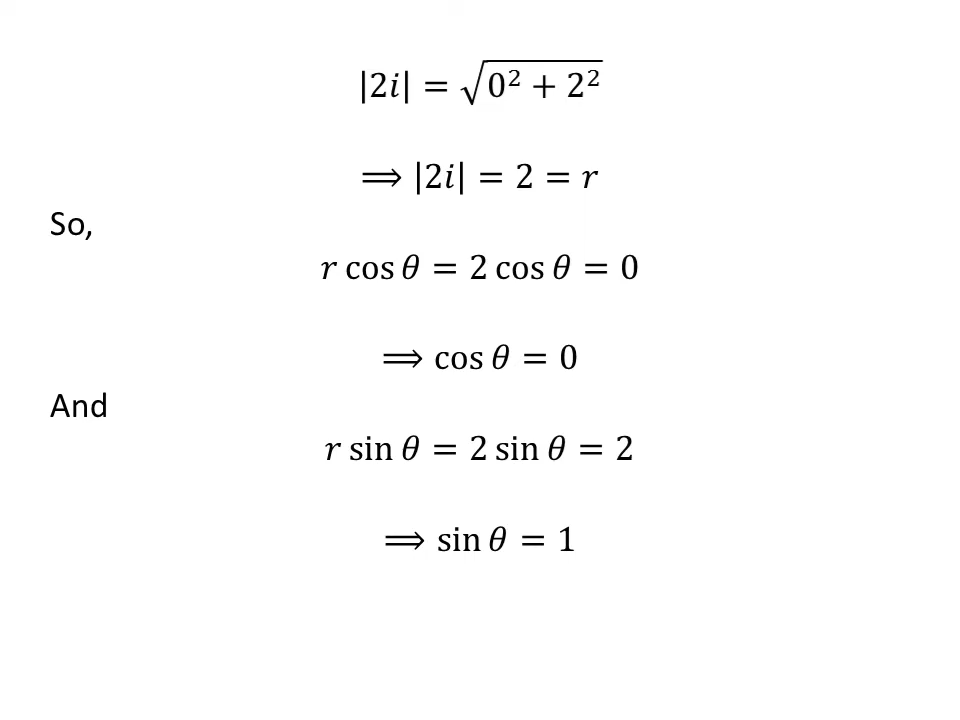 |2𝑖| = √(0² + 2²)
⟹ |2𝑖| = 2 = 𝑟
So,
𝑟 cos 𝜃 = 2 cos 𝜃 = 0
⟹ cos 𝜃 = 0
And
𝑟 sin 𝜃 = 2 sin 𝜃 = 2
⟹ sin 𝜃 = 1